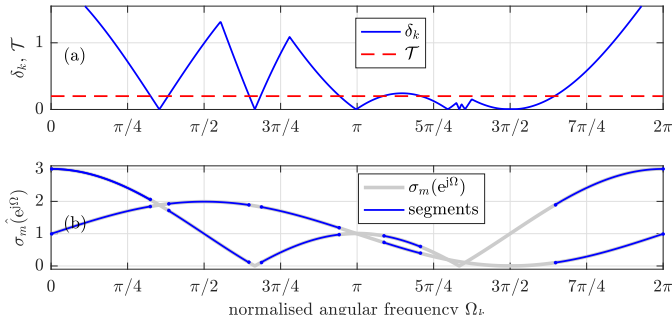 δ_k, 𝒯
(a)
1
0
δ_k
𝒯
0 π/4 π/2 3π/4 π 5π/4 3π/2 7π/4 2π
σ̂_m(e^{jΩ})
(b)
3
2
1
0
σ_m(e^{jΩ})
segments
0 π/4 π/2 3π/4 π 5π/4 3π/2 7π/4 2π
normalised angular frequency Ω_k